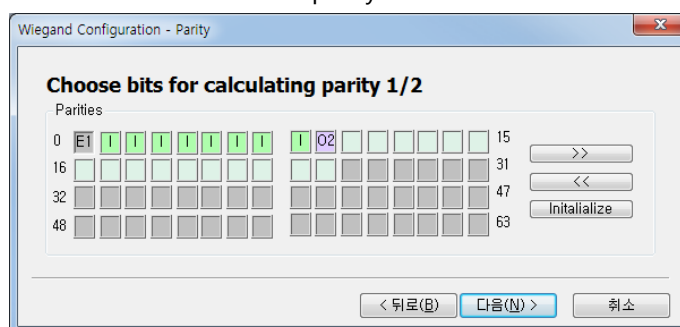 Wiegand Configuration - Parity
X
Choose bits for calculating parity 1/2
Parities
0 E1 I I I I I I I I O2 15
16 31
32 47
48 63
>>
<<
Initalialize
< 뒤로(B)
다음(N) >
취소